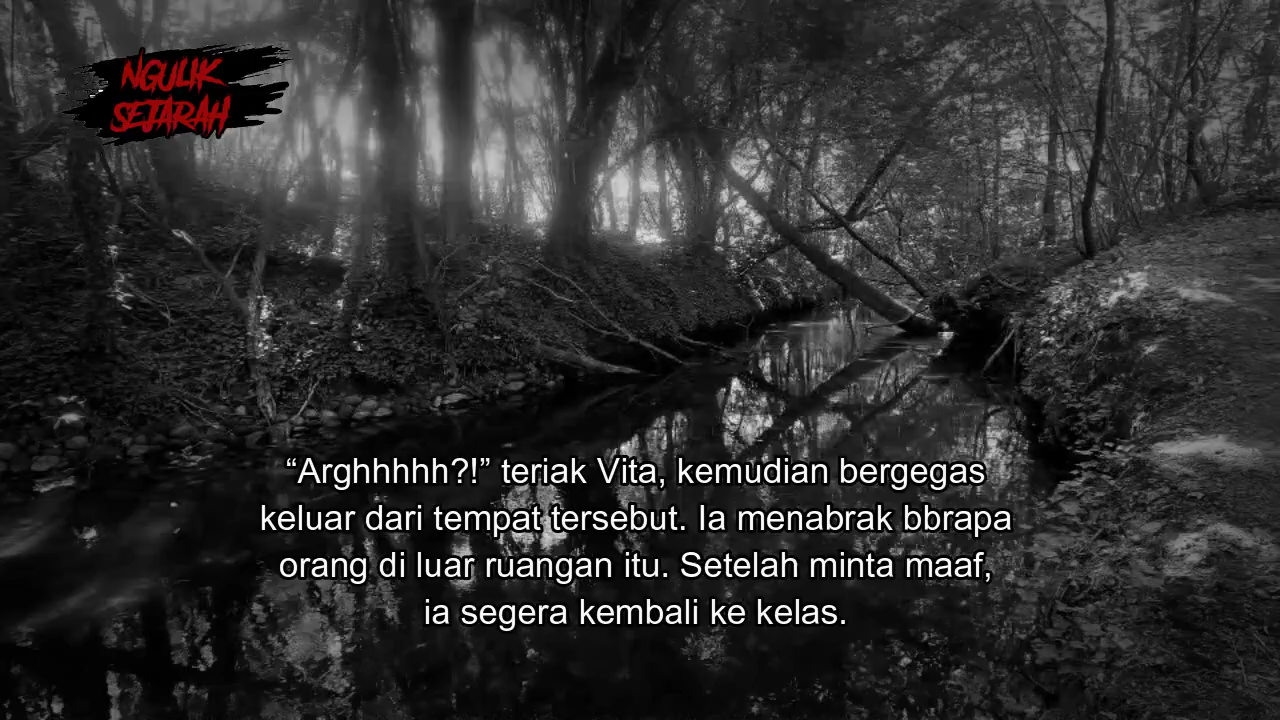 NGULIK
SEJARAH
“Arghhhhh?!” teriak Vita, kemudian bergegas
keluar dari tempat tersebut. Ia menabrak bbrapa
orang di luar ruangan itu. Setelah minta maaf,
ia segera kembali ke kelas.